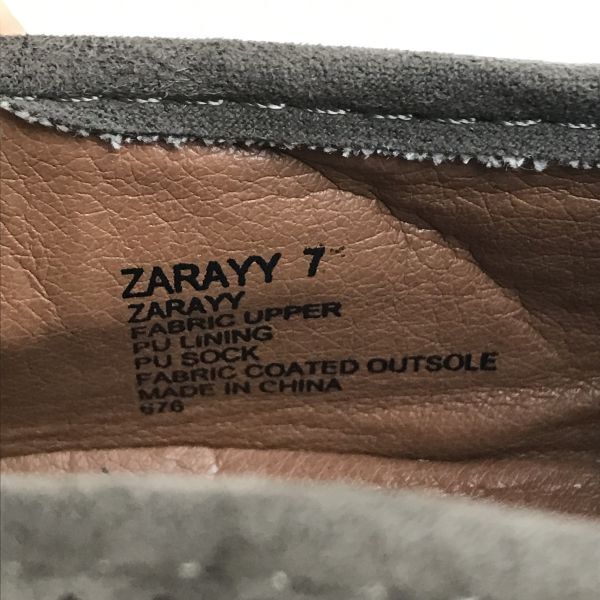 ZARAYY 7
ZARAYY
FABRIC UPPER
PU LINING
PU SOCK
FABRIC COATED OUTSOLE
MADE IN CHINA
676